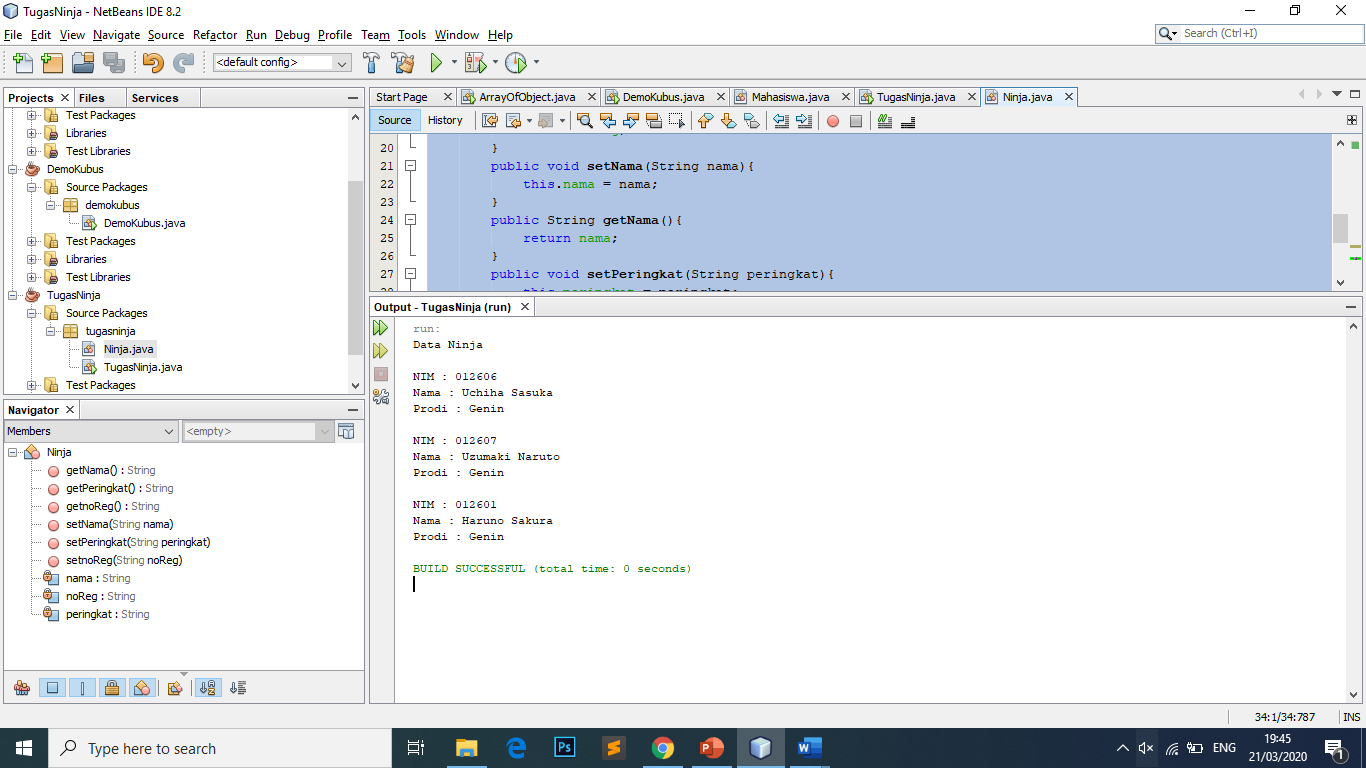 TugasNinja - NetBeans IDE 8.2
File Edit View Navigate Source Refactor Run Debug Profile Team Tools Window Help
Search (Ctrl+I)
<default config>
Projects Files Services
Test Packages
Libraries
Test Libraries
DemoKubus
Source Packages
demokubus
DemoKubus.java
Test Packages
Libraries
Test Libraries
TugasNinja
Source Packages
tugasninja
Ninja.java
TugasNinja.java
Test Packages
Navigator
Members <empty>
Ninja
getNama() : String
getPeringkat() : String
getnoReg() : String
setNama(String nama)
setPeringkat(String peringkat)
setnoReg(String noReg)
nama : String
noReg : String
peringkat : String
Start Page ArrayOfObject.java DemoKubus.java Mahasiswa.java TugasNinja.java Ninja.java
Source History
20 }
21 public void setNama(String nama){
22 this.nama = nama;
23 }
24 public String getNama(){
25 return nama;
26 }
27 public void setPeringkat(String peringkat){
Output - TugasNinja (run)
run:
Data Ninja
NIM : 012606
Nama : Uchiha Sasuka
Prodi : Genin
NIM : 012607
Nama : Uzumaki Naruto
Prodi : Genin
NIM : 012601
Nama : Haruno Sakura
Prodi : Genin
BUILD SUCCESSFUL (total time: 0 seconds)
34:1/34:787 INS
Type here to search
ENG
19:45
21/03/2020
1